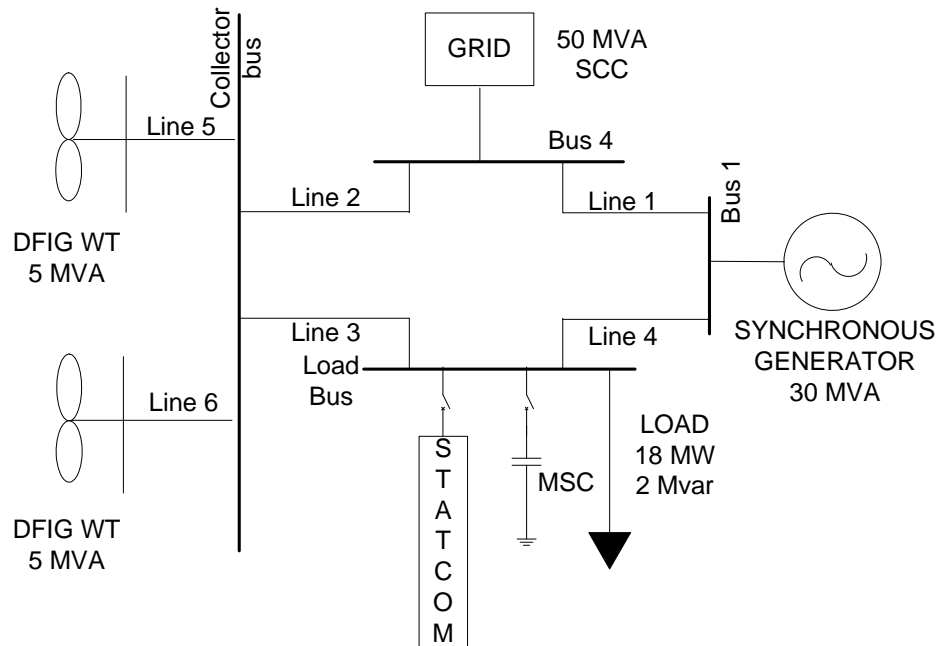 GRID
50 MVA
SCC
Collector
bus
Line 5
Bus 4
Line 2
Line 1
Bus 1
DFIG WT
5 MVA
Line 3
Line 4
SYNCHRONOUS
GENERATOR
30 MVA
Load
Bus
Line 6
LOAD
18 MW
2 Mvar
MSC
STATCOM
DFIG WT
5 MVA